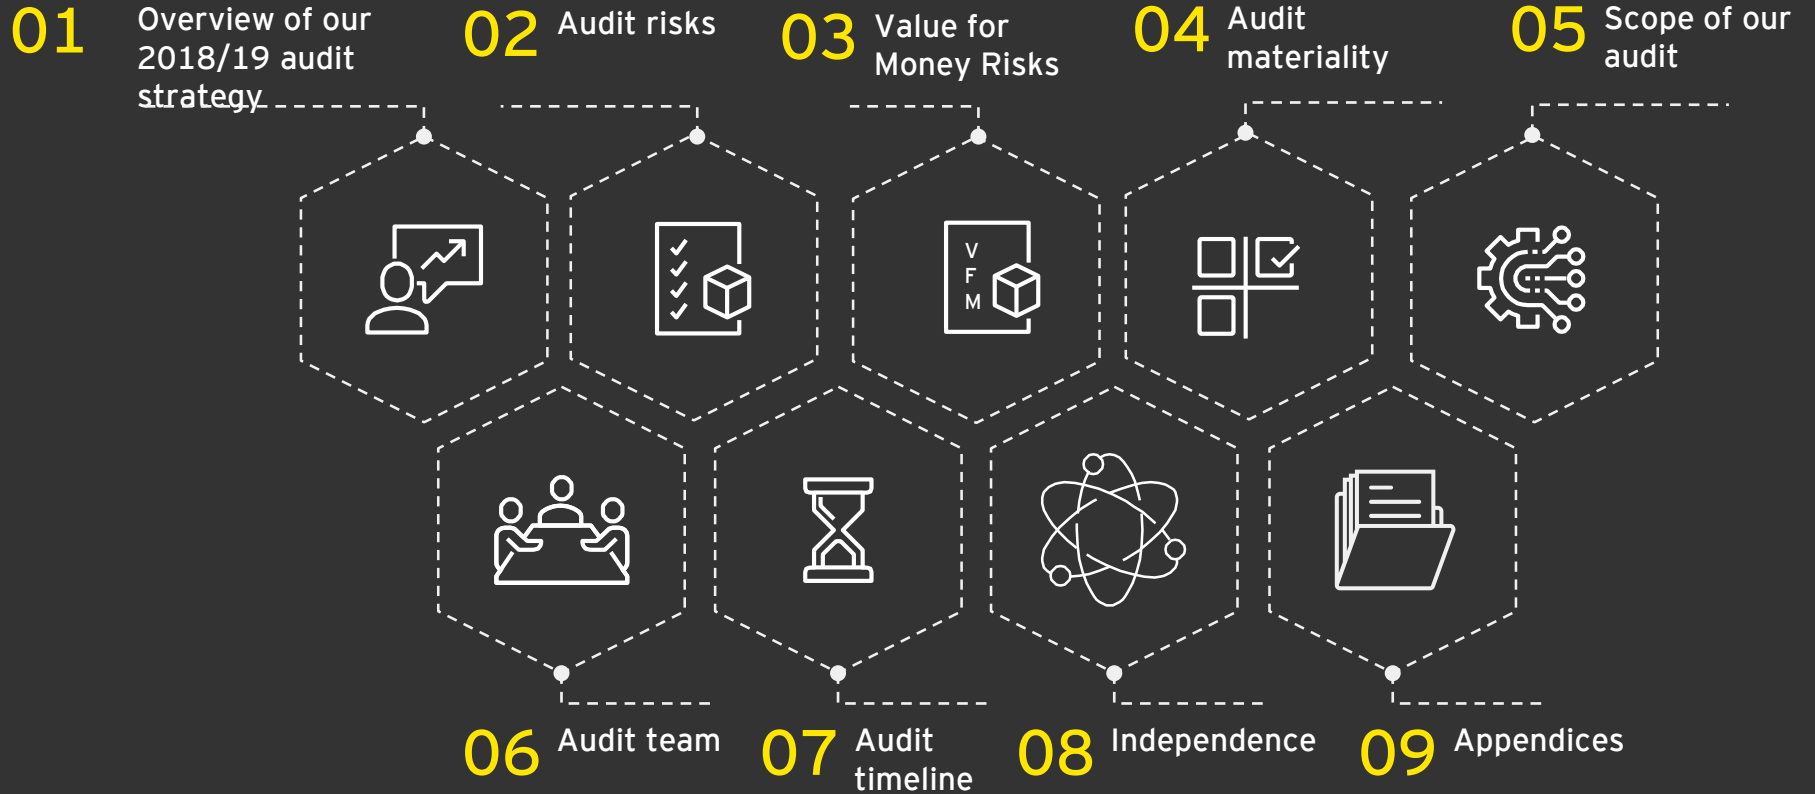 01
Overview of our
2018/19 audit
strategy
02
Audit risks
03
Value for
Money Risks
04
Audit
materiality
05
Scope of our
audit
V
F
M
06
Audit team
07
Audit
timeline
08
Independence
09
Appendices